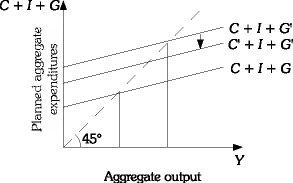 C + I + G
Planned aggregate
expenditures
C + I + G'
C' + I + G'
C + I + G
45°
Y
Aggregate output